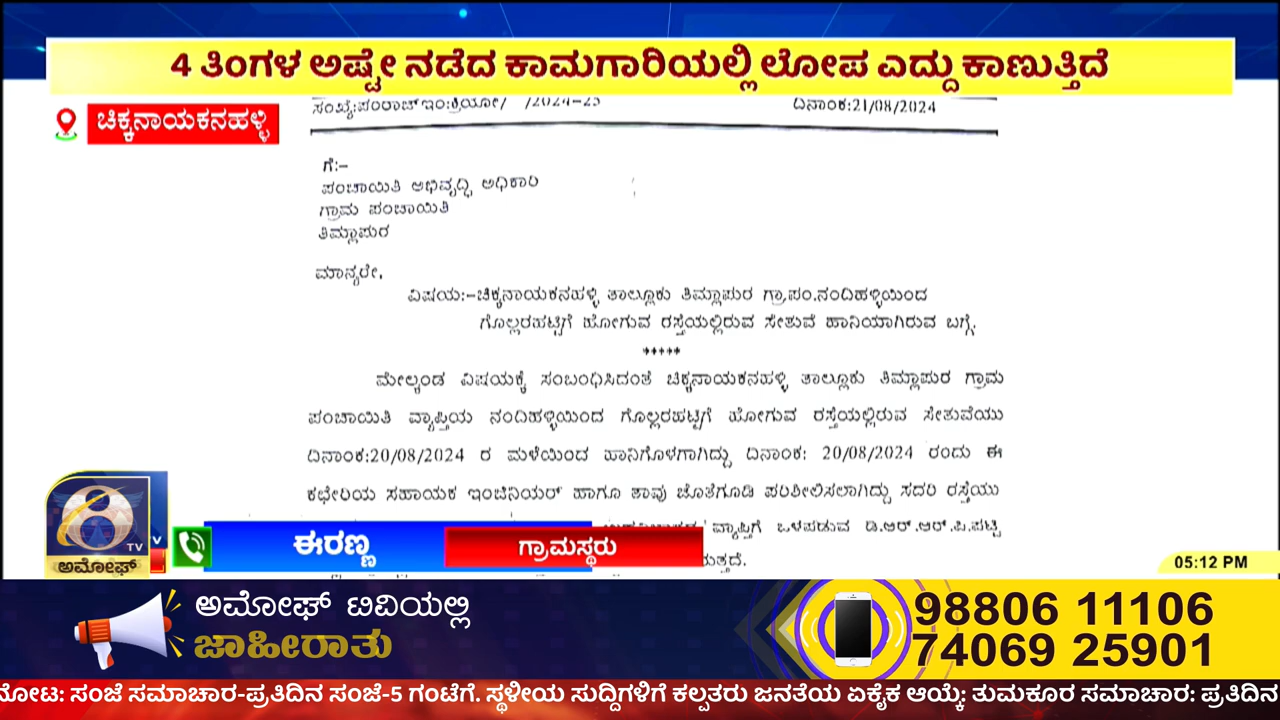 4 ತಿಂಗಳ ಅಷ್ಟೇ ನಡೆದ ಕಾಮಗಾರಿಯಲ್ಲಿ ಲೋಪ ಎದ್ದು ಕಾಣುತ್ತಿದೆ
ಚಿಕ್ಕನಾಯಕನಹಳ್ಳಿ
ಸಂಖ್ಯೆ:ಪಂರಾಜ್ಇಂ:ಕ್ರಿಯೋ/ /2024-25 ದಿನಾಂಕ:21/08/2024
ಗೆ:-
ಪಂಚಾಯಿತಿ ಅಭಿವೃದ್ಧಿ ಅಧಿಕಾರಿ
ಗ್ರಾಮ ಪಂಚಾಯಿತಿ
ತಿಮ್ಲಾಪುರ
ಮಾನ್ಯರೇ,
ವಿಷಯ:-ಚಿಕ್ಕನಾಯಕನಹಳ್ಳಿ ತಾಲ್ಲೂಕು ತಿಮ್ಲಾಪುರ ಗ್ರಾ.ಪಂ.ನಂದಿಹಳ್ಳಿಯಿಂದ
ಗೊಲ್ಲರಹಟ್ಟಿಗೆ ಹೋಗುವ ರಸ್ತೆಯಲ್ಲಿರುವ ಸೇತುವೆ ಹಾನಿಯಾಗಿರುವ ಬಗ್ಗೆ.
*****
ಮೇಲ್ಕಂಡ ವಿಷಯಕ್ಕೆ ಸಂಬಂಧಿಸಿದಂತೆ ಚಿಕ್ಕನಾಯಕನಹಳ್ಳಿ ತಾಲ್ಲೂಕು ತಿಮ್ಲಾಪುರ ಗ್ರಾಮ
ಪಂಚಾಯಿತಿ ವ್ಯಾಪ್ತಿಯ ನಂದಿಹಳ್ಳಿಯಿಂದ ಗೊಲ್ಲರಹಟ್ಟಿಗೆ ಹೋಗುವ ರಸ್ತೆಯಲ್ಲಿರುವ ಸೇತುವೆಯು
ದಿನಾಂಕ:20/08/2024 ರ ಮಳೆಯಿಂದ ಹಾನಿಗೊಳಗಾಗಿದ್ದು ದಿನಾಂಕ: 20/08/2024 ರಂದು ಈ
ಕಛೇರಿಯ ಸಹಾಯಕ ಇಂಜಿನಿಯರ್ ಹಾಗೂ ತಾವು ಜೊತೆಗೂಡಿ ಪರಿಶೀಲಿಸಲಾಗಿದ್ದು ಸದರಿ ರಸ್ತೆಯು
ವ್ಯಾಪ್ತಿಗೆ ಒಳಪಡುವ ಡಿ.ಆರ್.ಆರ್.ಪಿ.ಪಟ್ಟಿ
8
TV
ಅಮೋಘ್
ಈರಣ್ಣ
ಗ್ರಾಮಸ್ಥರು
05:12 PM
ಅಮೋಘ್ ಟಿವಿಯಲ್ಲಿ
ಜಾಹೀರಾತು
98806 11106
74069 25901
ನೋಟ: ಸಂಜೆ ಸಮಾಚಾರ-ಪ್ರತಿದಿನ ಸಂಜೆ-5 ಗಂಟೆಗೆ. ಸ್ಥಳೀಯ ಸುದ್ದಿಗಳಿಗೆ ಕಲ್ಪತರು ಜನತೆಯ ಏಕೈಕ ಆಯ್ಕೆ: ತುಮಕೂರ ಸಮಾಚಾರ: ಪ್ರತಿದಿನ